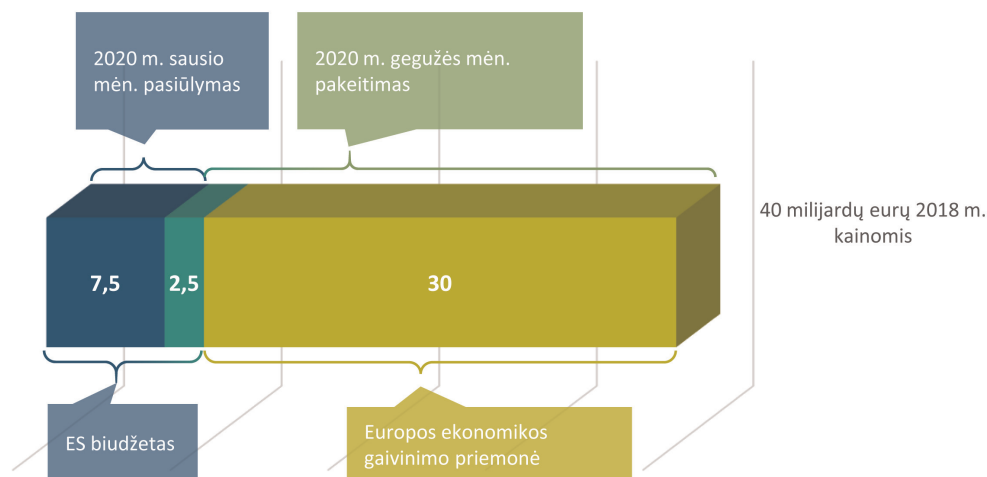 2020 m. sausio
mėn. pasiūlymas
2020 m. gegužės mėn.
pakeitimas
40 milijardų eurų 2018 m.
kainomis
7,5
2,5
30
ES biudžetas
Europos ekonomikos
gaivinimo priemonė